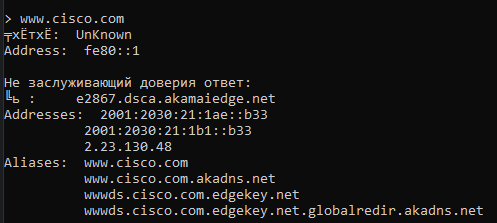 > www.cisco.com
╤хЁтхЁ:  UnKnown
Address:  fe80::1
Не заслуживающий доверия ответ:
╚ь :     e2867.dsca.akamaiedge.net
Addresses:  2001:2030:21:1ae::b33
2001:2030:21:1b1::b33
2.23.130.48
Aliases:  www.cisco.com
www.cisco.com.akadns.net
wwwds.cisco.com.edgekey.net
wwwds.cisco.com.edgekey.net.globalredir.akadns.net